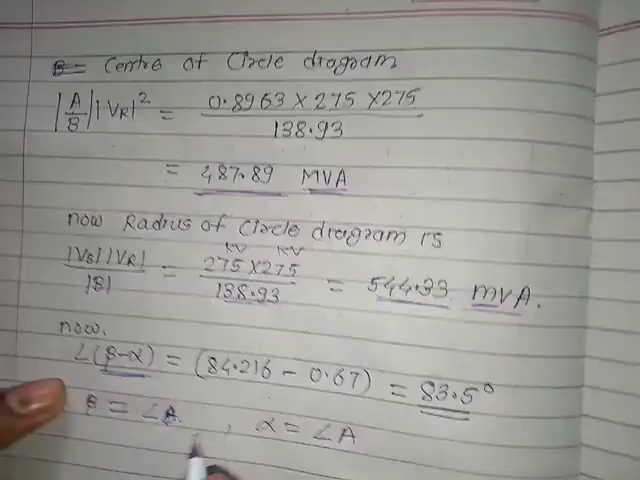 Centre of Circle diagram
|A/B| |VR|² = 0.8963 × 275 × 275 / 138.93
= 487.89 MVA
now Radius of Circle diagram is
|Vs| |VR| / |B| = 275 KV × 275 KV / 138.93 = 544.33 MVA.
now.
∠(β-α) = (84.216 - 0.67) = 83.5°
β = ∠B , α = ∠A